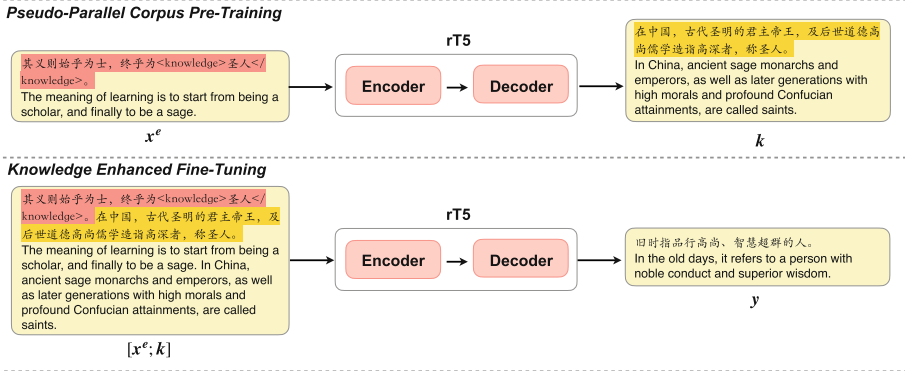 Pseudo-Parallel Corpus Pre-Training
其义则始乎为士，终乎为<knowledge>圣人</
knowledge>。
The meaning of learning is to start from being a
scholar, and finally to be a sage.
x^e
rT5
Encoder
Decoder
在中国，古代圣明的君主帝王，及后世道德高
尚儒学造诣高深者，称圣人。
In China, ancient sage monarchs and
emperors, as well as later generations with
high morals and profound Confucian
attainments, are called saints.
k
Knowledge Enhanced Fine-Tuning
其义则始乎为士，终乎为<knowledge>圣人</
knowledge>。在中国，古代圣明的君主帝王，及
后世道德高尚儒学造诣高深者，称圣人。
The meaning of learning is to start from being a
scholar, and finally to be a sage. In China,
ancient sage monarchs and emperors, as well
as later generations with high morals and
profound Confucian attainments, are called
saints.
[x^e; k]
rT5
Encoder
Decoder
旧时指品行高尚、智慧超群的人。
In the old days, it refers to a person with
noble conduct and superior wisdom.
y